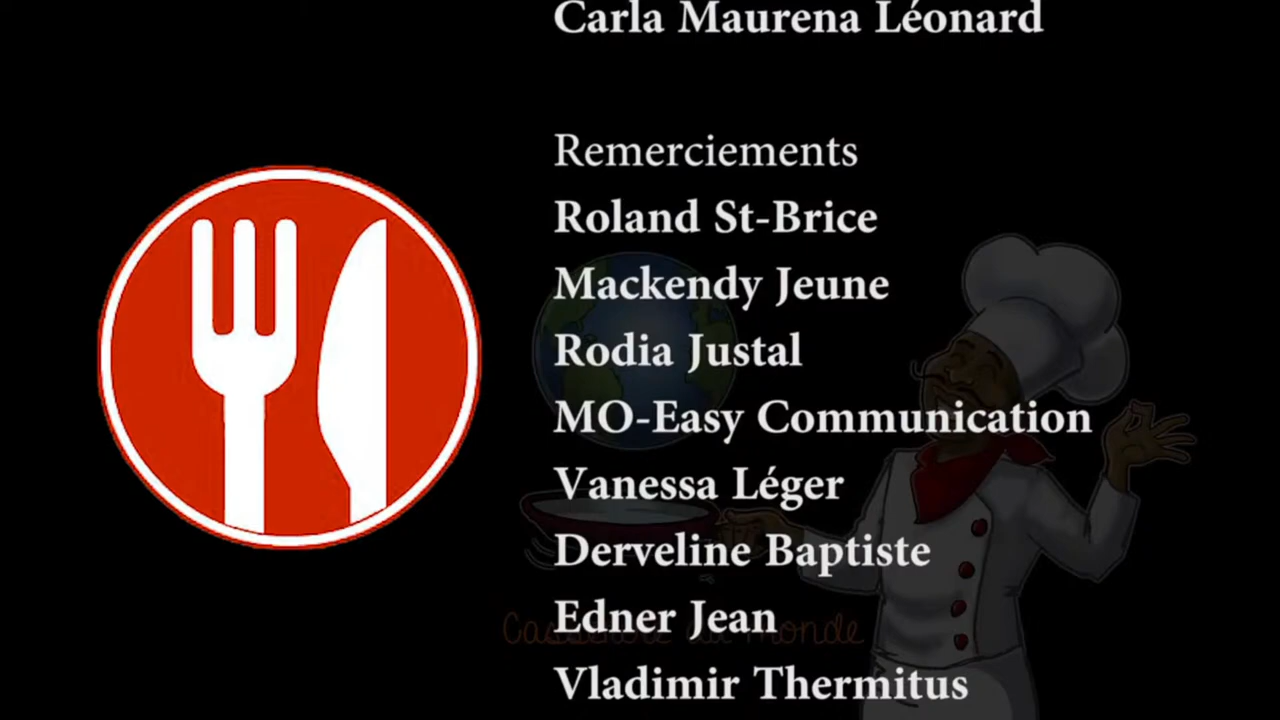 Carla Maurena Léonard
Remerciements
Roland St-Brice
Mackendy Jeune
Rodia Justal
MO-Easy Communication
Vanessa Léger
Derveline Baptiste
Edner Jean
Vladimir Thermitus